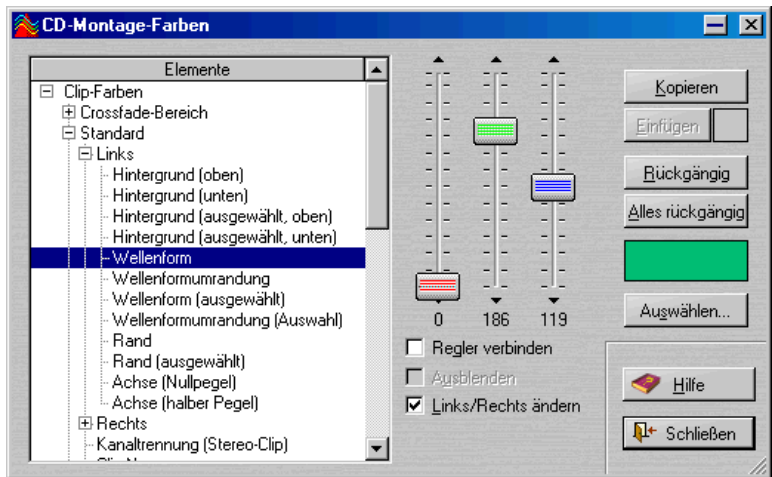 CD-Montage-Farben
Elemente
Clip-Farben
Crossfade-Bereich
Standard
Links
Hintergrund (oben)
Hintergrund (unten)
Hintergrund (ausgewählt, oben)
Hintergrund (ausgewählt, unten)
Wellenform
Wellenformumrandung
Wellenform (ausgewählt)
Wellenformumrandung (Auswahl)
Rand
Rand (ausgewählt)
Achse (Nullpegel)
Achse (halber Pegel)
Rechts
Kanaltrennung (Stereo-Clip)
0 186 119
Regler verbinden
Ausblenden
Links/Rechts ändern
Kopieren
Einfügen
Rückgängig
Alles rückgängig
Auswählen...
Hilfe
Schließen